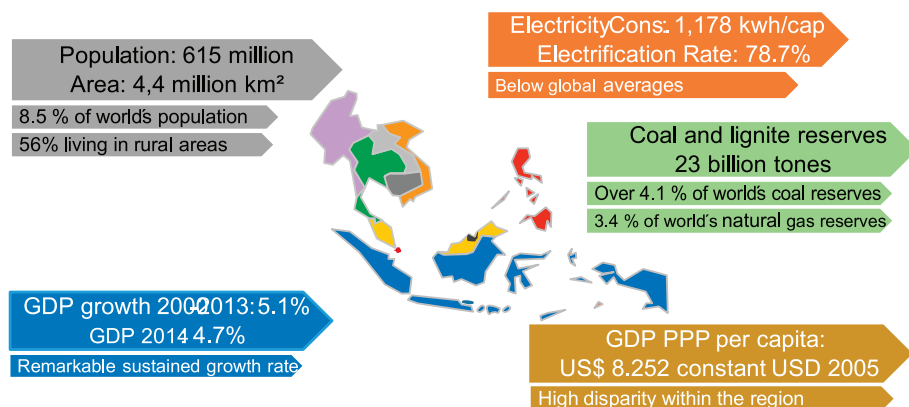 Population: 615 million
Area: 4,4 million km²
8.5 % of world's population
56% living in rural areas
ElectricityCons.: 1,178 kwh/cap
Electrification Rate: 78.7%
Below global averages
Coal and lignite reserves
23 billion tones
Over 4.1 % of world's coal reserves
3.4 % of world's natural gas reserves
GDP growth 2000-2013: 5.1%
GDP 2014 - 4.7%
Remarkable sustained growth rate
GDP PPP per capita:
US$ 8.252 constant USD 2005
High disparity within the region